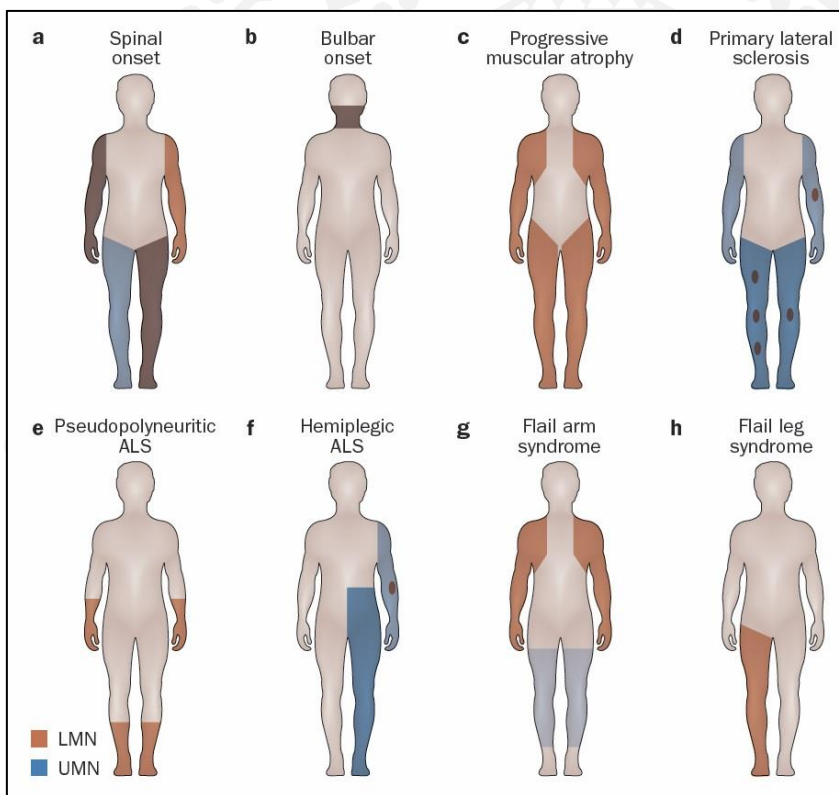 a Spinal onset
b Bulbar onset
c Progressive muscular atrophy
d Primary lateral sclerosis
e Pseudopolyneuritic ALS
f Hemiplegic ALS
g Flail arm syndrome
h Flail leg syndrome
LMN
UMN